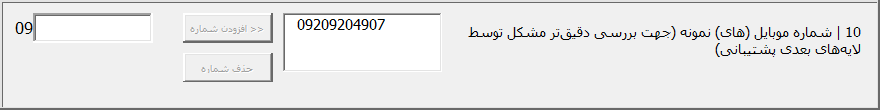 10 | شماره موبایل (های) نمونه (جهت بررسی دقیق‌تر مشکل توسط
لایه‌های بعدی پشتیبانی)
09209204907
افزودن شماره >>
حذف شماره
09